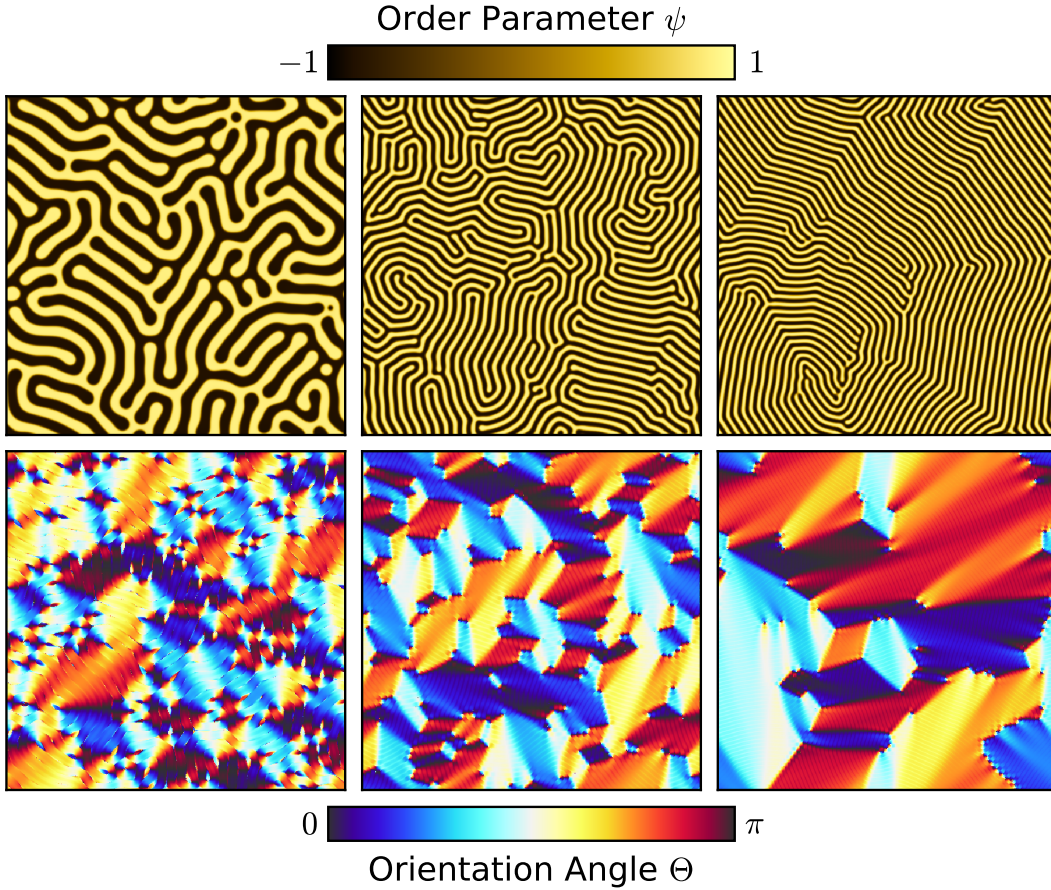 Order Parameter ψ
−1 1
0 π
Orientation Angle Θ